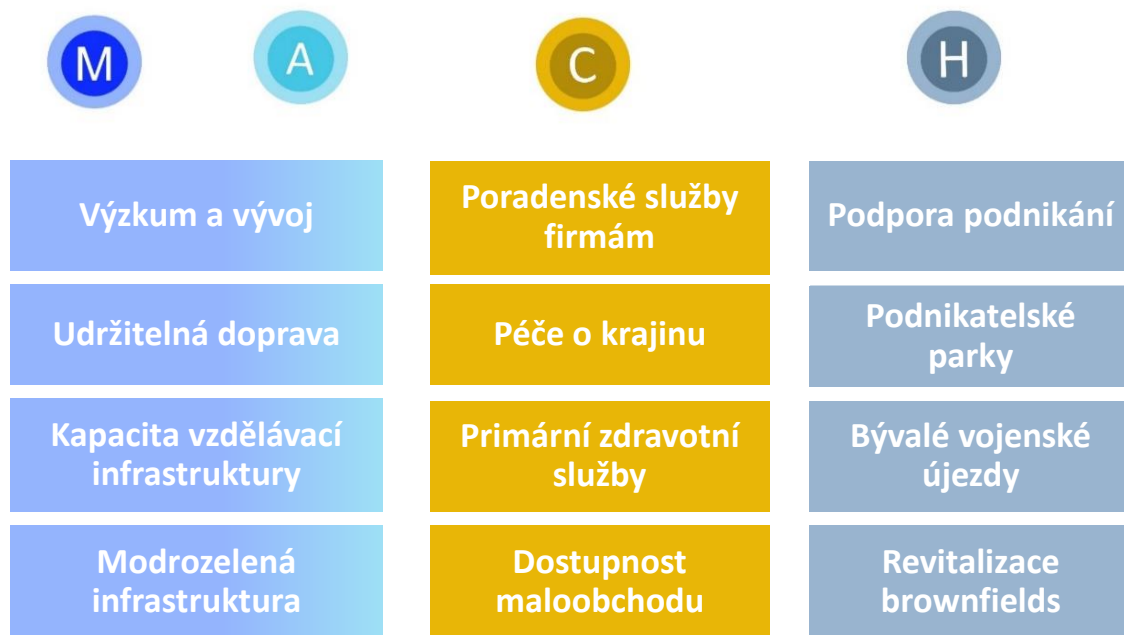 M
A
C
H
Výzkum a vývoj
Udržitelná doprava
Kapacita vzdělávací
infrastruktury
Modrozelená
infrastruktura
Poradenské služby
firmám
Péče o krajinu
Primární zdravotní
služby
Dostupnost
maloobchodu
Podpora podnikání
Podnikatelské
parky
Bývalé vojenské
újezdy
Revitalizace
brownfields